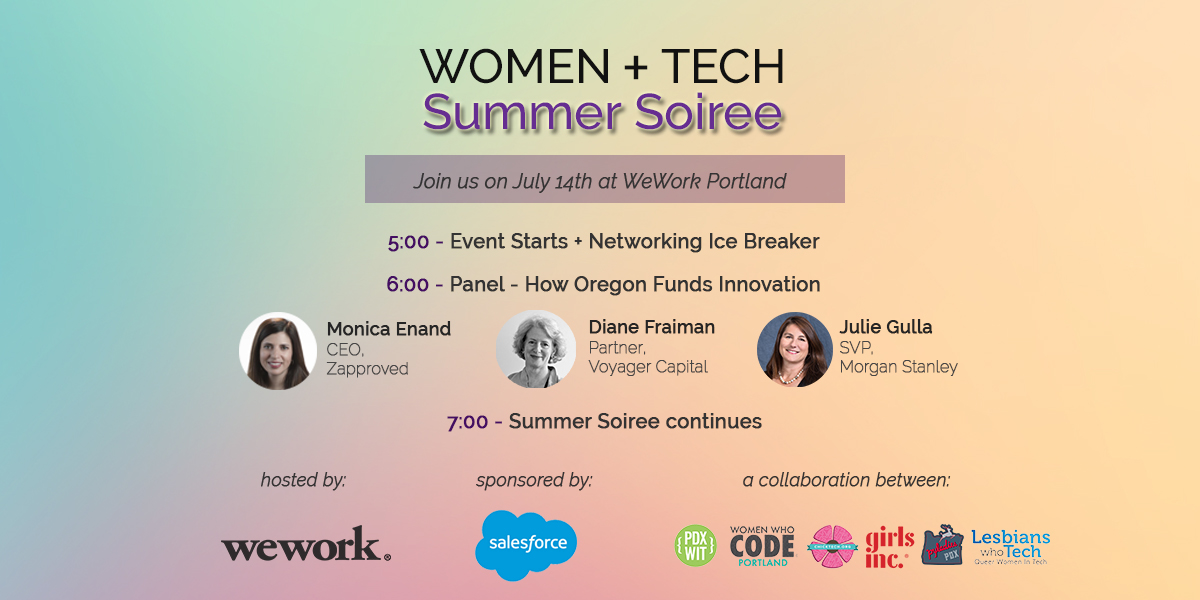 WOMEN + TECH
Summer Soiree
Join us on July 14th at WeWork Portland
5:00 - Event Starts + Networking Ice Breaker
6:00 - Panel - How Oregon Funds Innovation
Monica Enand
CEO,
Zapproved
Diane Fraiman
Partner,
Voyager Capital
Julie Gulla
SVP,
Morgan Stanley
7:00 - Summer Soiree continues
hosted by:
sponsored by:
a collaboration between:
wework®
salesforce
{PDX
WIT}
WOMEN WHO
CODE
PORTLAND
CHICKTECH.ORG
girls
inc.®
PyLadies
PDX
Lesbians
who Tech
Queer Women In Tech